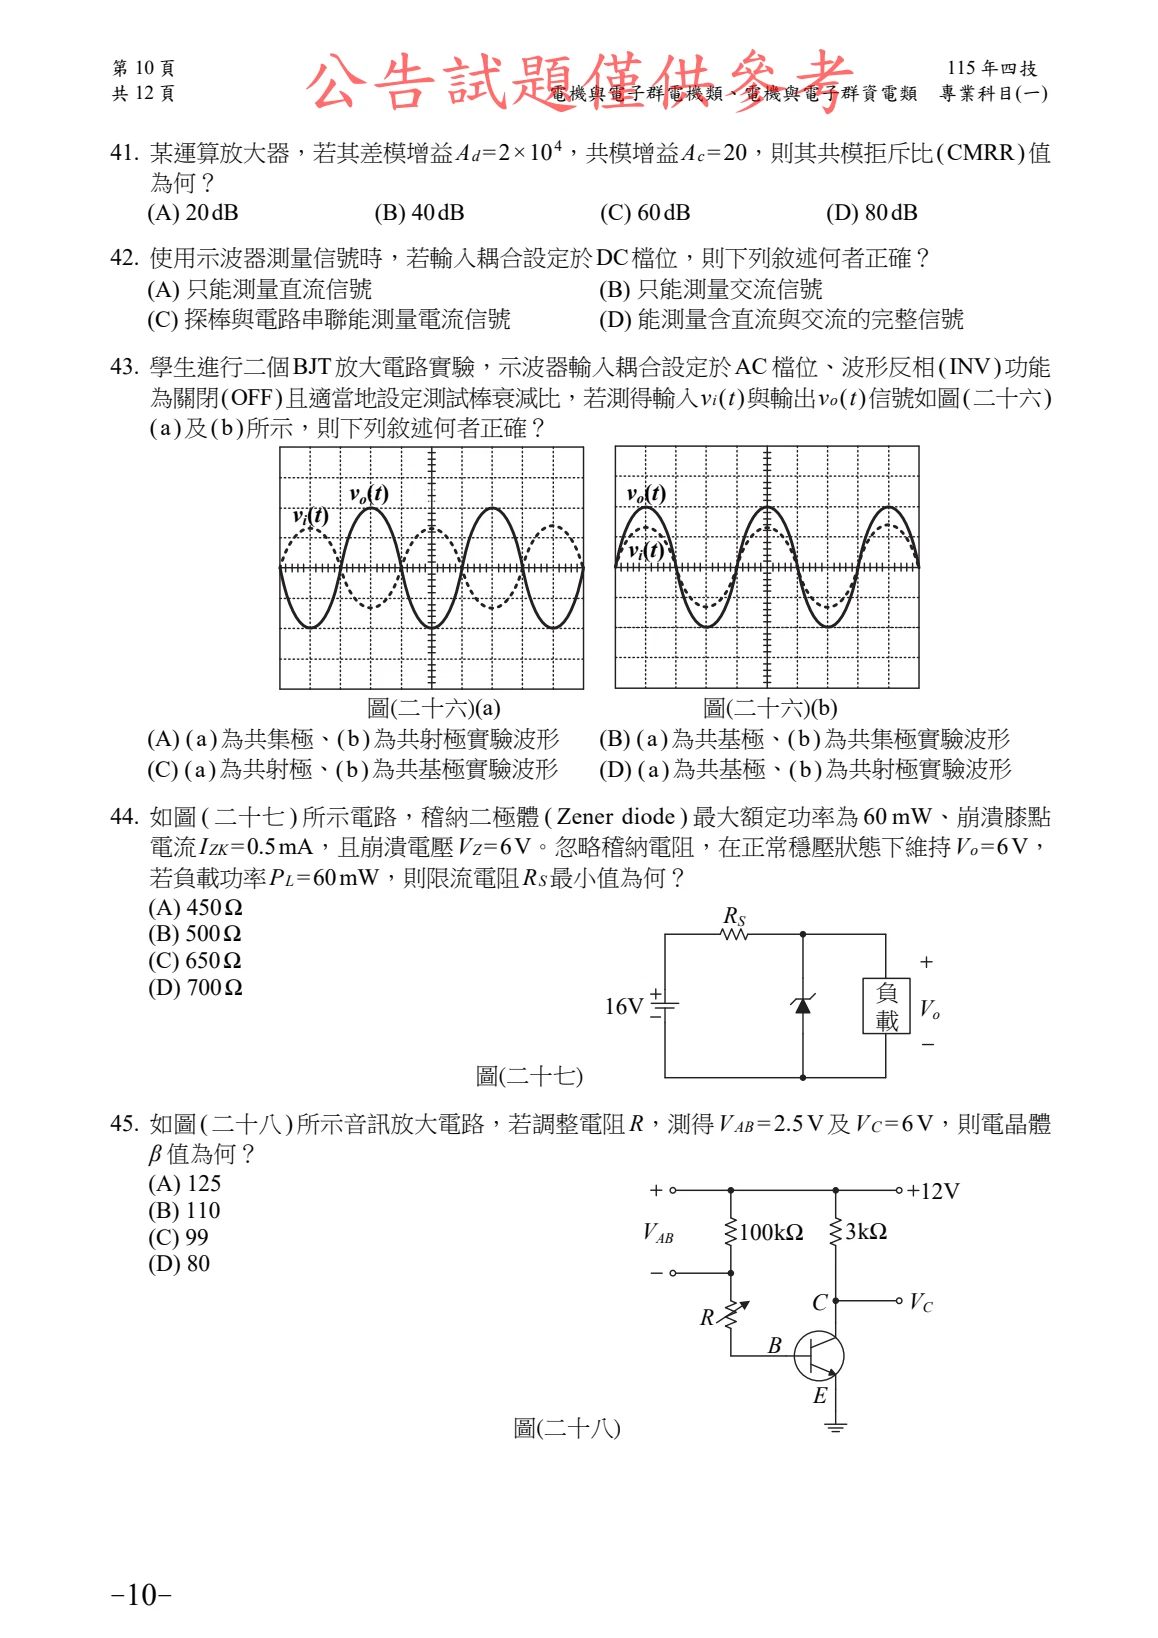 第 10 頁
共 12 頁
公告試題僅供參考
115 年四技
電機與電子群電機類、電機與電子群資電類 專業科目(一)
41. 某運算放大器，若其差模增益Ad=2×10⁴，共模增益Ac=20，則其共模拒斥比(CMRR)值
為何？
(A) 20dB (B) 40dB (C) 60dB (D) 80dB
42. 使用示波器測量信號時，若輸入耦合設定於DC檔位，則下列敘述何者正確？
(A) 只能測量直流信號 (B) 只能測量交流信號
(C) 探棒與電路串聯能測量電流信號 (D) 能測量含直流與交流的完整信號
43. 學生進行二個BJT放大電路實驗，示波器輸入耦合設定於AC 檔位、波形反相(INV)功能
為關閉(OFF)且適當地設定測試棒衰減比，若測得輸入vi(t)與輸出vo(t)信號如圖(二十六)
(a)及(b)所示，則下列敘述何者正確？
vo(t)
vi(t)
vo(t)
vi(t)
圖(二十六)(a) 圖(二十六)(b)
(A) (a)為共集極、(b)為共射極實驗波形 (B) (a)為共基極、(b)為共集極實驗波形
(C) (a)為共射極、(b)為共基極實驗波形 (D) (a)為共基極、(b)為共射極實驗波形
44. 如圖(二十七)所示電路，稽納二極體(Zener diode)最大額定功率為60 mW、崩潰膝點
電流IZK=0.5mA，且崩潰電壓VZ=6V。忽略稽納電阻，在正常穩壓狀態下維持Vo=6V，
若負載功率PL=60mW，則限流電阻RS最小值為何？
(A) 450Ω
(B) 500Ω
(C) 650Ω
(D) 700Ω
RS
16V
+
−
負
載
+
Vo
−
圖(二十七)
45. 如圖(二十八)所示音訊放大電路，若調整電阻R，測得VAB=2.5V及VC=6V，則電晶體
β值為何？
(A) 125
(B) 110
(C) 99
(D) 80
+
+12V
VAB
100kΩ
3kΩ
−
R
C
VC
B
E
圖(二十八)
−10−